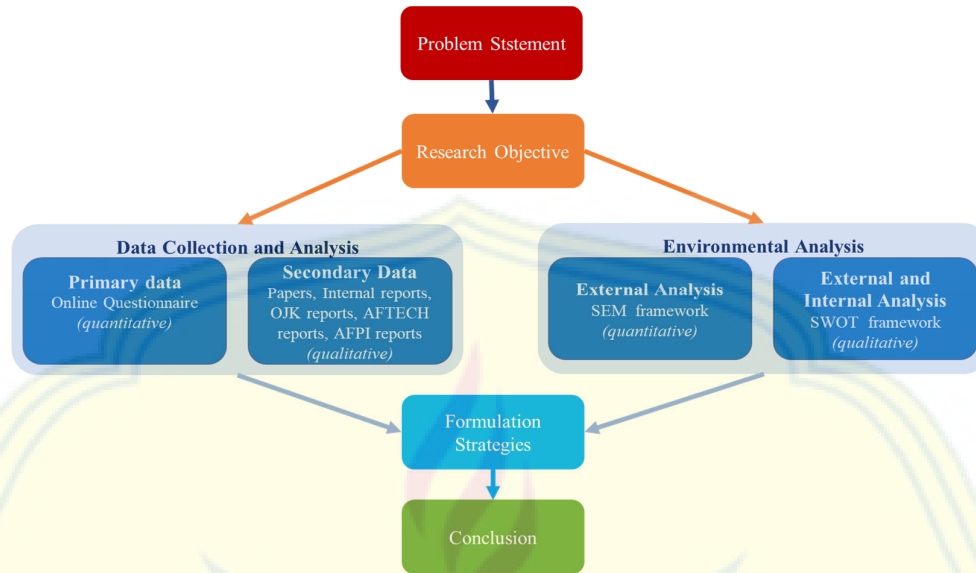 Problem Ststement
Research Objective
Data Collection and Analysis
Primary data
Online Questionnaire
(quantitative)
Secondary Data
Papers, Internal reports,
OJK reports, AFTECH
reports, AFPI reports
(qualitative)
Environmental Analysis
External Analysis
SEM framework
(quantitative)
External and
Internal Analysis
SWOT framework
(qualitative)
Formulation
Strategies
Conclusion